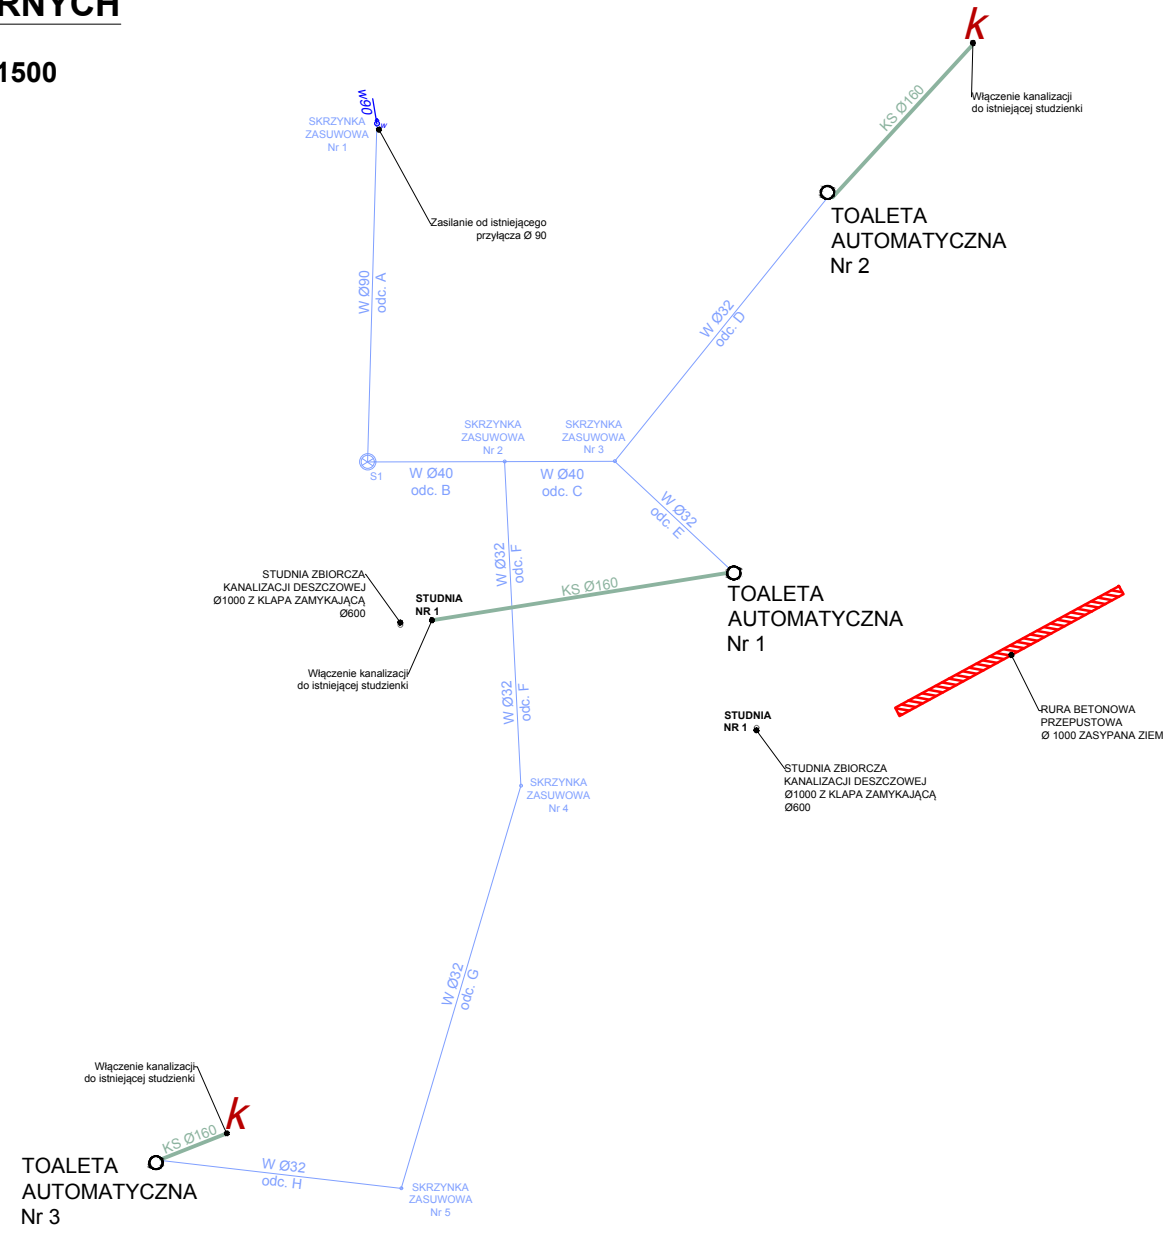 RNYCH
1500
k
Włączenie kanalizacji
do istniejącej studzienki
KS Ø160
w90
w
SKRZYNKA
ZASUWOWA
Nr 1
Zasilanie od istniejącego
przyłącza Ø 90
TOALETA
AUTOMATYCZNA
Nr 2
W Ø90
odc. A
W Ø32
odc. D
SKRZYNKA
ZASUWOWA
Nr 2
SKRZYNKA
ZASUWOWA
Nr 3
S1
W Ø40
odc. B
W Ø40
odc. C
W Ø32
odc. E
W Ø32
odc. F
STUDNIA ZBIORCZA
KANALIZACJI DESZCZOWEJ
Ø1000 Z KLAPA ZAMYKAJĄCĄ
Ø600
STUDNIA
NR 1
KS Ø160
TOALETA
AUTOMATYCZNA
Nr 1
Włączenie kanalizacji
do istniejącej studzienki
W Ø32
odc. F
STUDNIA
NR 1
RURA BETONOWA
PRZEPUSTOWA
Ø 1000 ZASYPANA ZIEM
STUDNIA ZBIORCZA
KANALIZACJI DESZCZOWEJ
Ø1000 Z KLAPA ZAMYKAJĄCĄ
Ø600
SKRZYNKA
ZASUWOWA
Nr 4
W Ø32
odc. G
Włączenie kanalizacji
do istniejącej studzienki
k
KS Ø160
TOALETA
AUTOMATYCZNA
Nr 3
W Ø32
odc. H
SKRZYNKA
ZASUWOWA
Nr 5